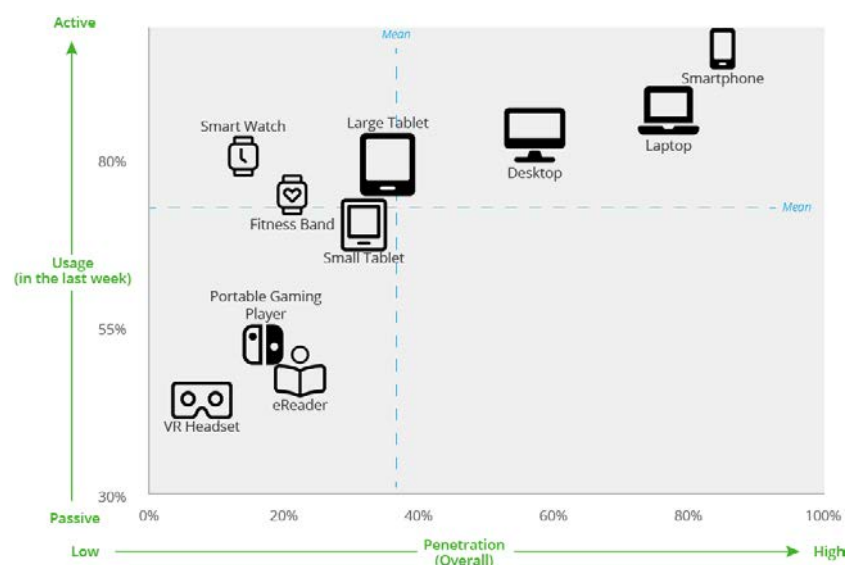 Active
Mean
Smartphone
Smart Watch
Large Tablet
Laptop
80%
Desktop
Mean
Fitness Band
Small Tablet
Usage
(in the last week)
Portable Gaming
Player
55%
eReader
VR Headset
30%
Passive
0%
20%
40%
60%
80%
100%
Low
Penetration
(Overall)
High